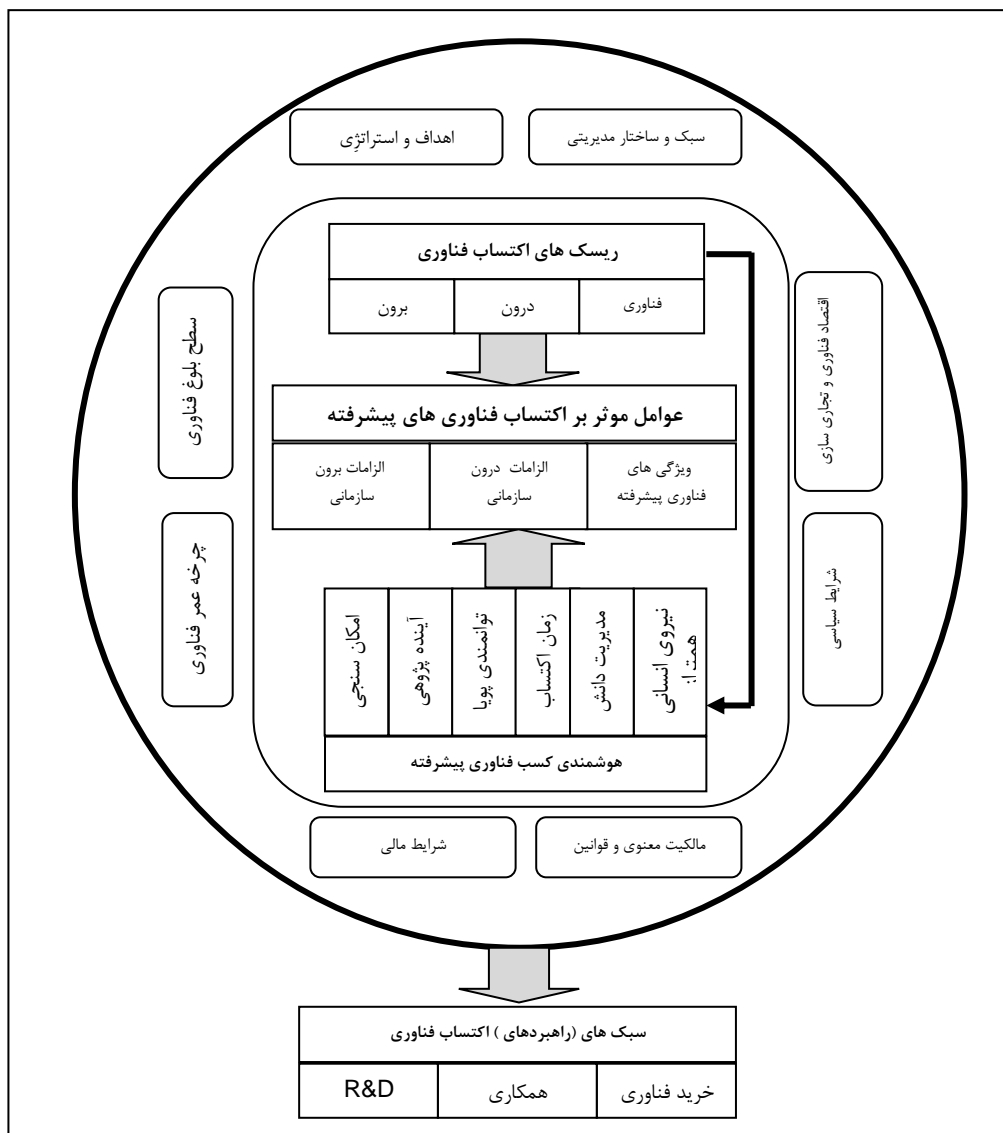 سبک و ساختار مدیریتی
اهداف و استراتژِی
ریسک های اکتساب فناوری
فناوری
درون
برون
اقتصاد فناوری و تجاری سازی
سطح بلوغ فناوری
عوامل موثر بر اکتساب فناوری های پیشرفته
ویژگی های
فناوری پیشرفته
الزامات درون
سازمانی
الزامات برون
سازمانی
شرایط سیاسی
چرخه عمر فناوری
نیروی انسانی
مدیریت دانش
زمان اکتساب
توانمندی پویا
آینده پژوهی
امکان سنجی
هوشمندی کسب فناوری پیشرفته
مالکیت معنوی و قوانین
شرایط مالی
سبک های (راهبردهای ) اکتساب فناوری
خرید فناوری
همکاری
R&D